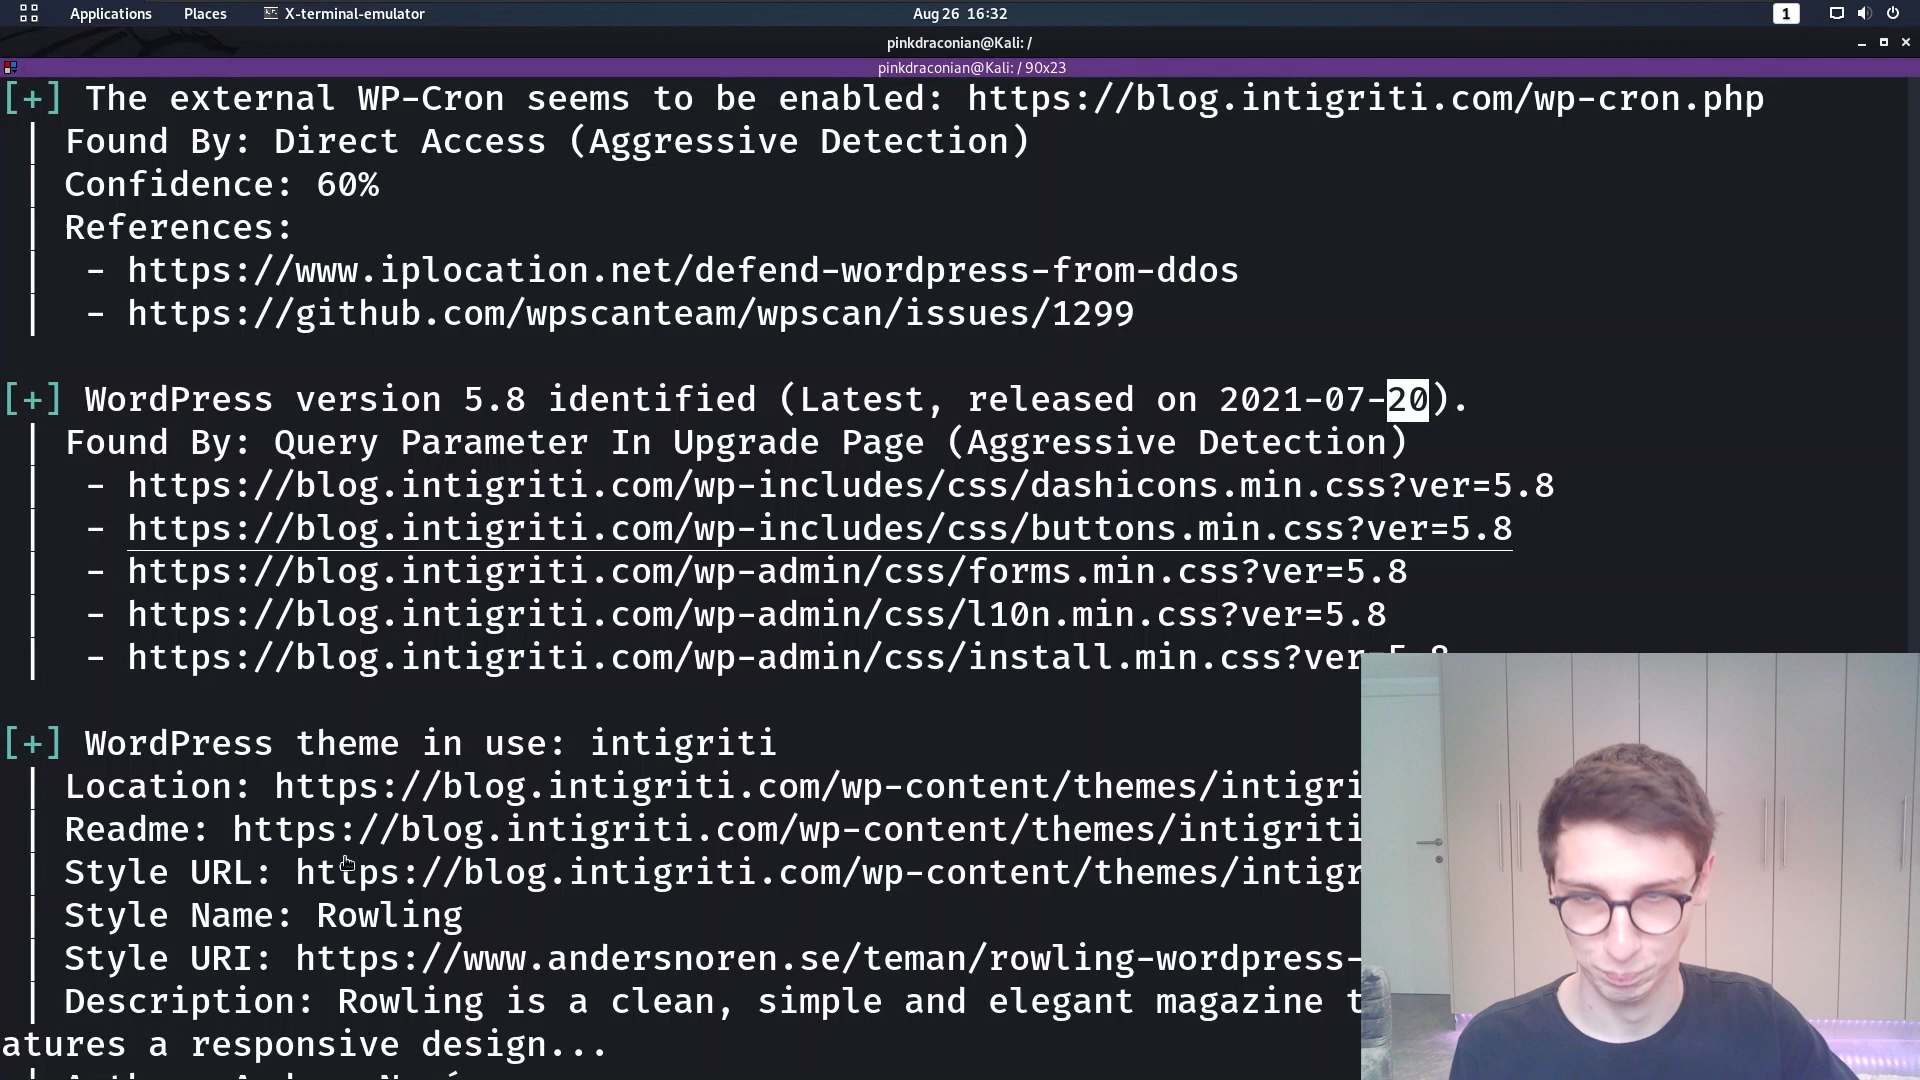 Applications Places X-terminal-emulator Aug 26 16:32 1
pinkdraconian@Kali: /
pinkdraconian@Kali: / 90x23
[+] The external WP-Cron seems to be enabled: https://blog.intigriti.com/wp-cron.php
| Found By: Direct Access (Aggressive Detection)
| Confidence: 60%
| References:
|  - https://www.iplocation.net/defend-wordpress-from-ddos
|  - https://github.com/wpscanteam/wpscan/issues/1299
[+] WordPress version 5.8 identified (Latest, released on 2021-07-20).
| Found By: Query Parameter In Upgrade Page (Aggressive Detection)
|  - https://blog.intigriti.com/wp-includes/css/dashicons.min.css?ver=5.8
|  - https://blog.intigriti.com/wp-includes/css/buttons.min.css?ver=5.8
|  - https://blog.intigriti.com/wp-admin/css/forms.min.css?ver=5.8
|  - https://blog.intigriti.com/wp-admin/css/l10n.min.css?ver=5.8
|  - https://blog.intigriti.com/wp-admin/css/install.min.css?ver=5.8
[+] WordPress theme in use: intigriti
| Location: https://blog.intigriti.com/wp-content/themes/intigri
| Readme: https://blog.intigriti.com/wp-content/themes/intigriti
| Style URL: https://blog.intigriti.com/wp-content/themes/intigr
| Style Name: Rowling
| Style URI: https://www.andersnoren.se/teman/rowling-wordpress-
| Description: Rowling is a clean, simple and elegant magazine t
atures a responsive design...